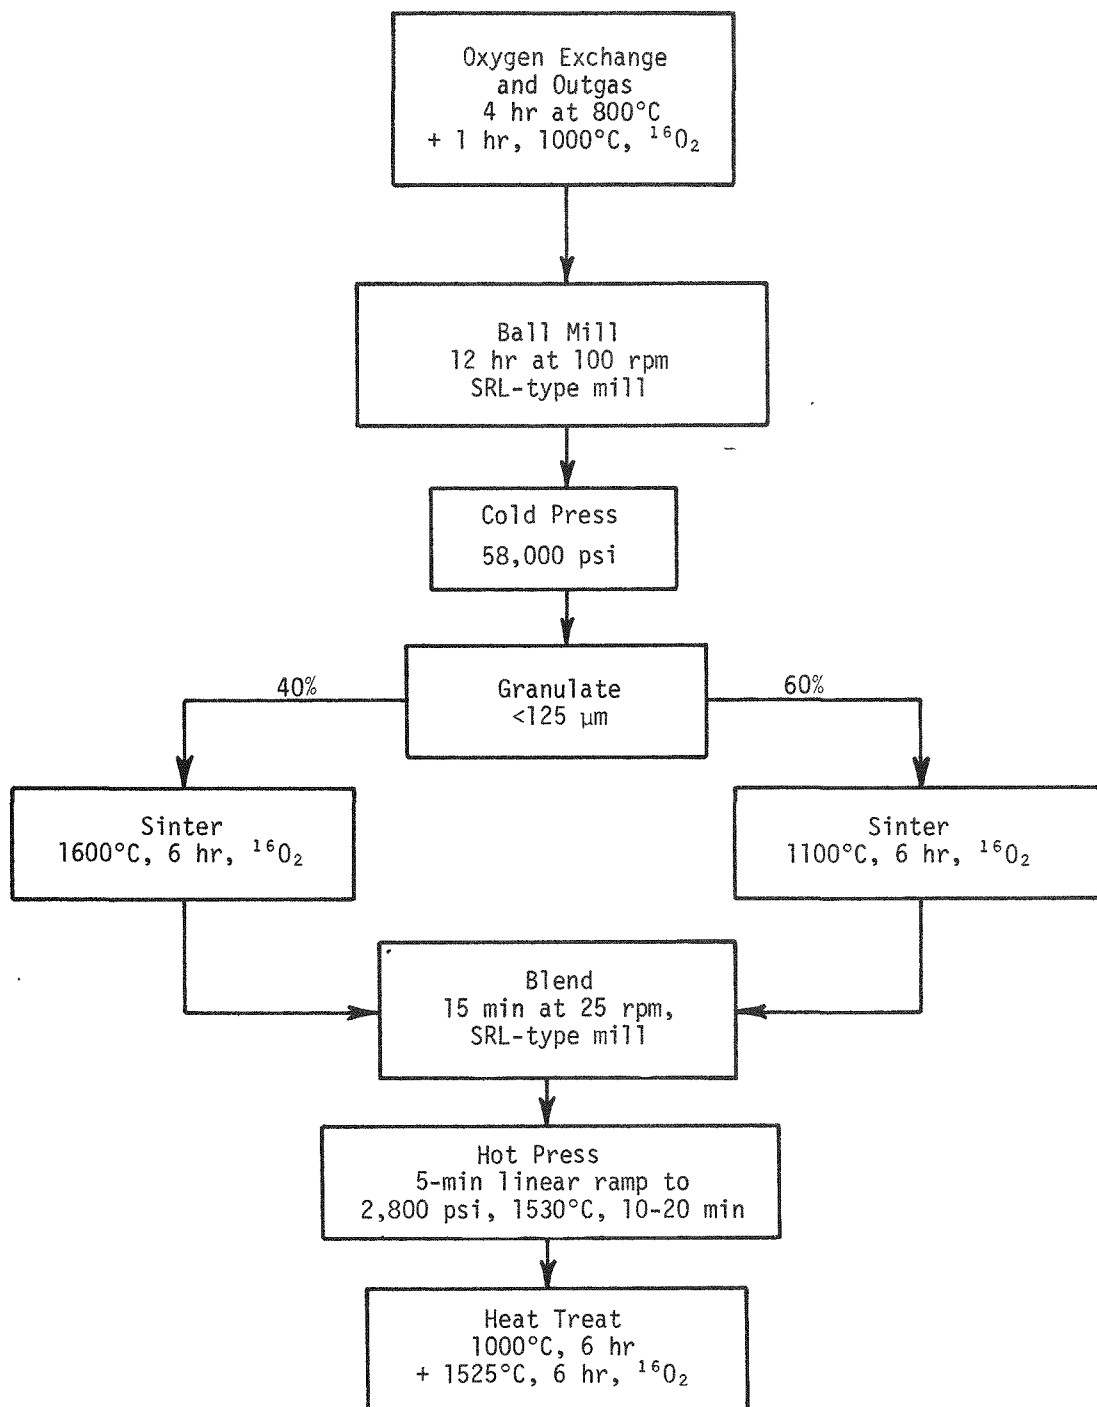 Oxygen Exchange
and Outgas
4 hr at 800°C
+ 1 hr, 1000°C, ¹⁶O₂
Ball Mill
12 hr at 100 rpm
SRL-type mill
Cold Press
58,000 psi
Granulate
<125 μm
40%
60%
Sinter
1600°C, 6 hr, ¹⁶O₂
Sinter
1100°C, 6 hr, ¹⁶O₂
Blend
15 min at 25 rpm,
SRL-type mill
Hot Press
5-min linear ramp to
2,800 psi, 1530°C, 10-20 min
Heat Treat
1000°C, 6 hr
+ 1525°C, 6 hr, ¹⁶O₂